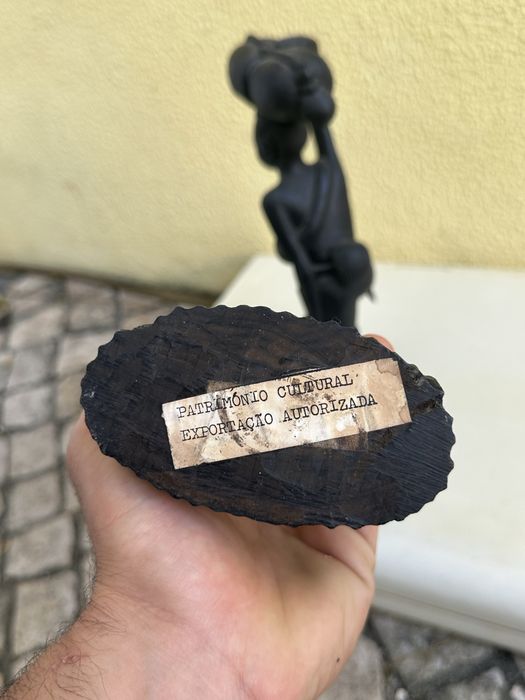 PATRIMÓNIO CULTURAL
EXPORTAÇÃO AUTORIZADA